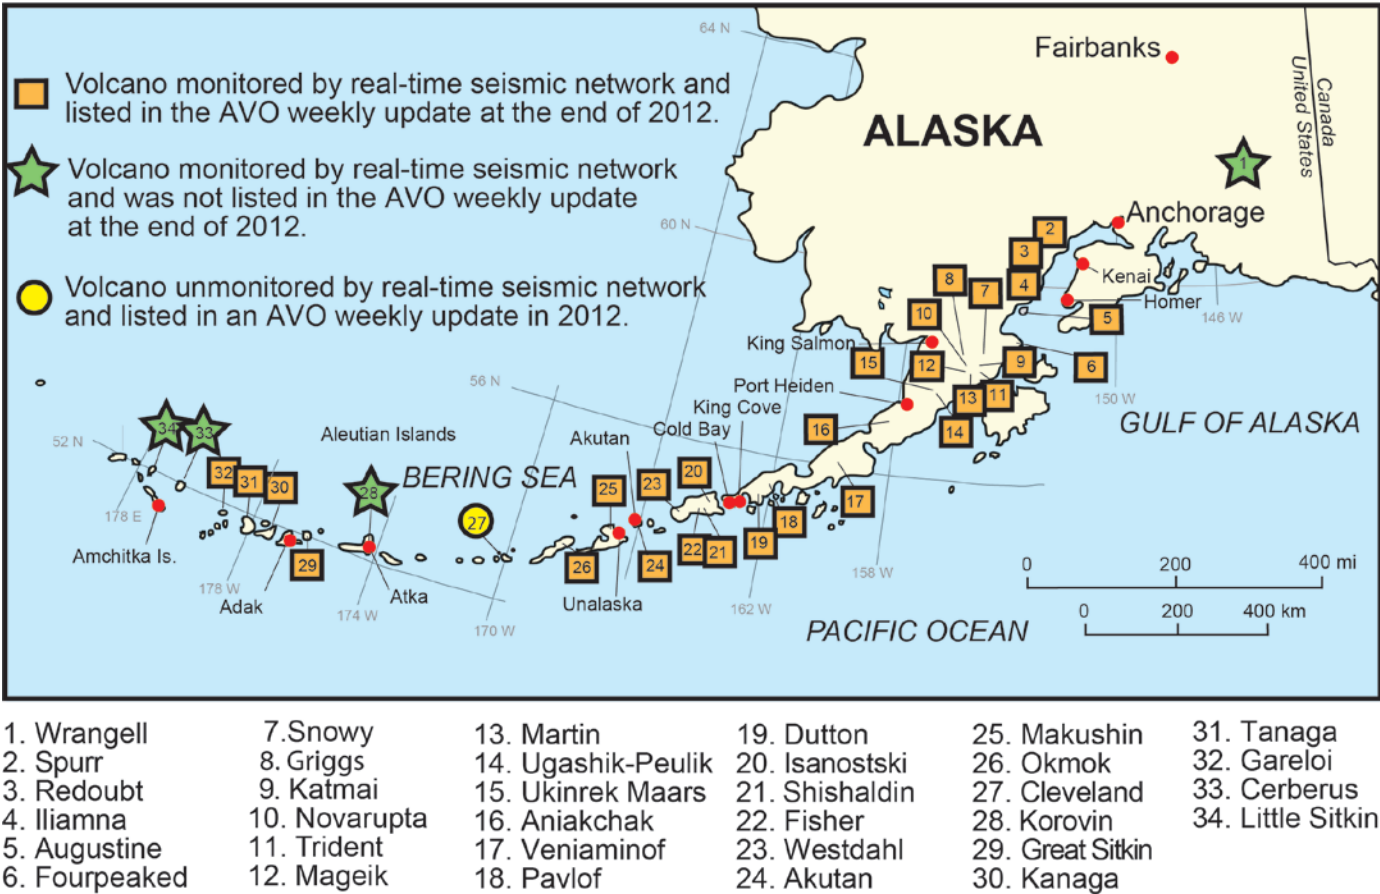 Volcano monitored by real-time seismic network and
listed in the AVO weekly update at the end of 2012.
Volcano monitored by real-time seismic network
and was not listed in the AVO weekly update
at the end of 2012.
Volcano unmonitored by real-time seismic network
and listed in an AVO weekly update in 2012.
64 N
Fairbanks
ALASKA
Canada
United States
1
60 N
Anchorage
2
3
4
Kenai
Homer
8
7
10
5
146 W
King Salmon
15
12
9
6
56 N
Port Heiden
King Cove
Cold Bay
13
11
150 W
GULF OF ALASKA
16
14
52 N
34
33
Aleutian Islands
Akutan
BERING SEA
32
31
30
28
25
23
20
17
178 E
27
18
Amchitka Is.
29
26
24
22
21
19
158 W
0 200 400 mi
178 W
Adak
174 W
Atka
Unalaska
162 W
0 200 400 km
170 W
PACIFIC OCEAN
1. Wrangell
2. Spurr
3. Redoubt
4. Iliamna
5. Augustine
6. Fourpeaked
7.Snowy
8. Griggs
9. Katmai
10. Novarupta
11. Trident
12. Mageik
13. Martin
14. Ugashik-Peulik
15. Ukinrek Maars
16. Aniakchak
17. Veniaminof
18. Pavlof
19. Dutton
20. Isanostski
21. Shishaldin
22. Fisher
23. Westdahl
24. Akutan
25. Makushin
26. Okmok
27. Cleveland
28. Korovin
29. Great Sitkin
30. Kanaga
31. Tanaga
32. Gareloi
33. Cerberus
34. Little Sitkin